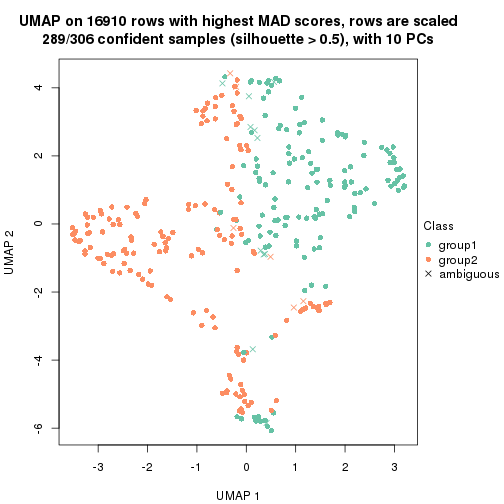 UMAP on 16910 rows with highest MAD scores, rows are scaled
289/306 confident samples (silhouette > 0.5), with 10 PCs
4
2
0
-2
-4
-6
UMAP 2
-3
-2
-1
0
1
2
3
UMAP 1
Class
group1
group2
ambiguous